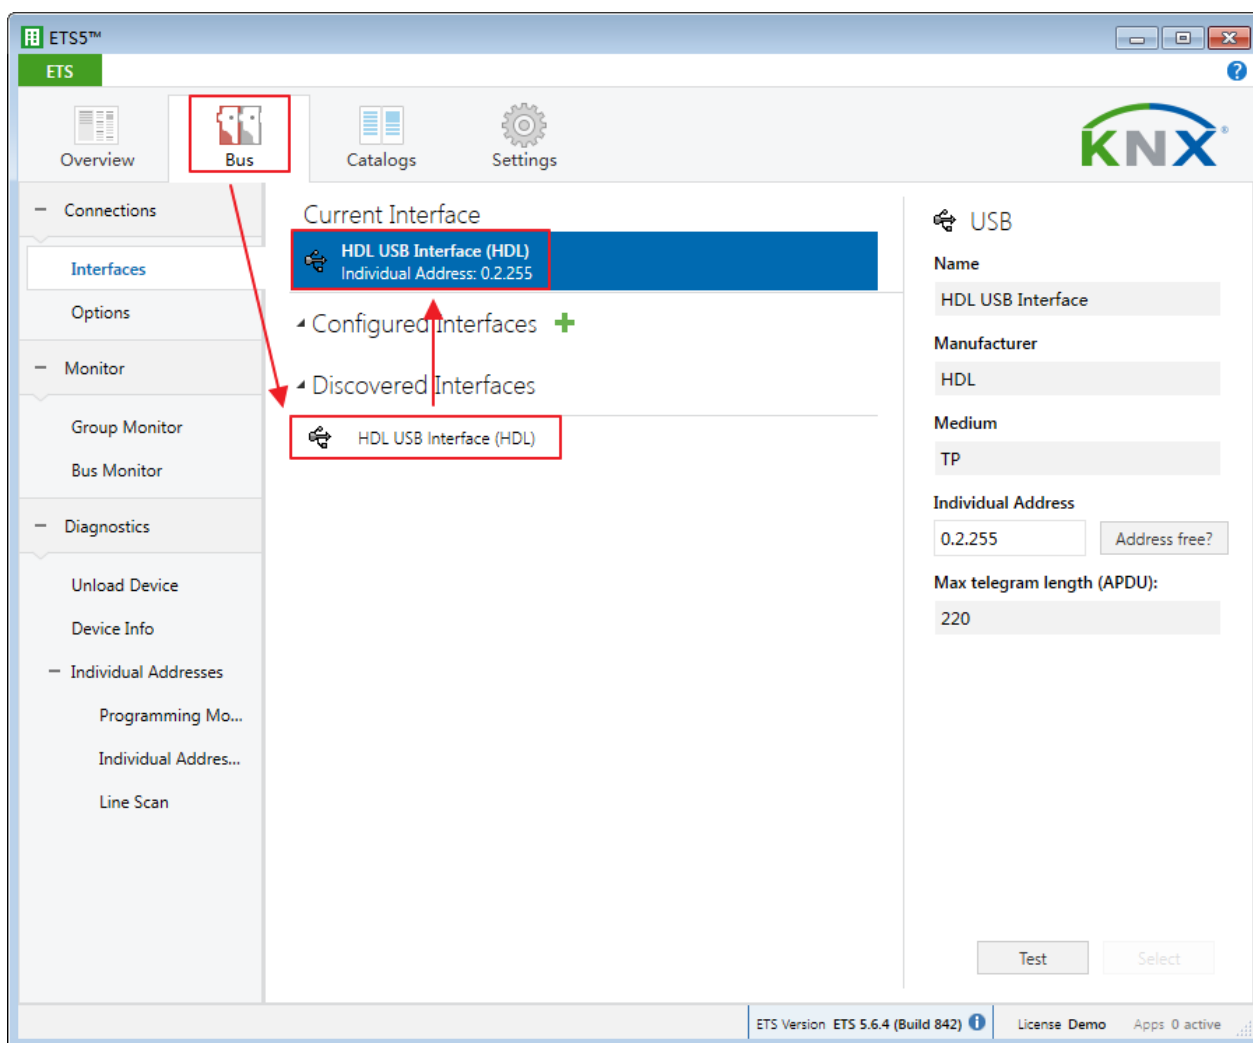 ETS5™
ETS
Overview
Bus
Catalogs
Settings
KNX®
Connections
Interfaces
Options
Monitor
Group Monitor
Bus Monitor
Diagnostics
Unload Device
Device Info
Individual Addresses
Programming Mo...
Individual Addres...
Line Scan
Current Interface
HDL USB Interface (HDL)
Individual Address: 0.2.255
Configured Interfaces
Discovered Interfaces
HDL USB Interface (HDL)
USB
Name
HDL USB Interface
Manufacturer
HDL
Medium
TP
Individual Address
0.2.255 Address free?
Max telegram length (APDU):
220
Test Select
ETS Version ETS 5.6.4 (Build 842) License Demo Apps 0 active